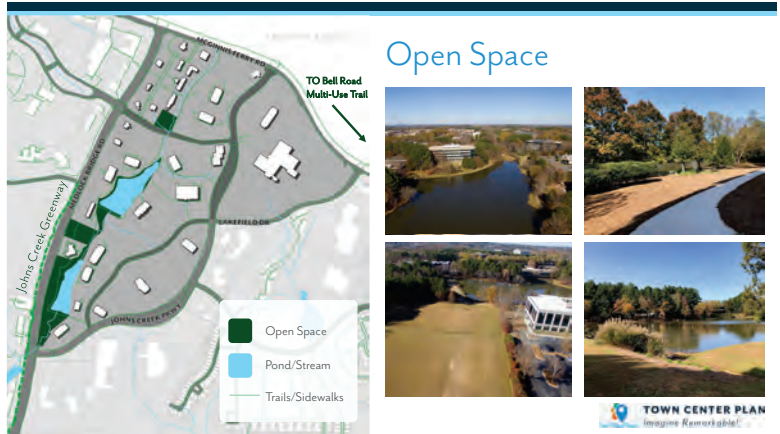 Open Space
MCGINNIS FERRY RD
TO Bell Road
Multi-Use Trail
MEDLOCK BRIDGE RD
Johns Creek Greenway
LAKEFIELD DR
JOHNS CREEK PKWY
Open Space
Pond/Stream
Trails/Sidewalks
TOWN CENTER PLAN
Imagine Remarkable!